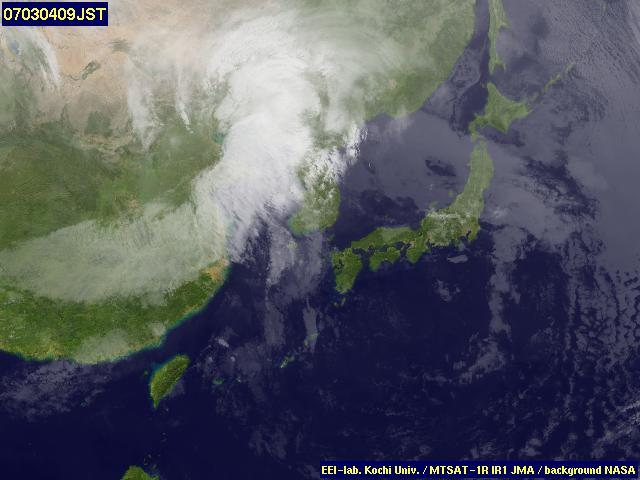 07030409JST
EEI-lab. Kochi Univ. / MTSAT-1R IR1 JMA / background NASA